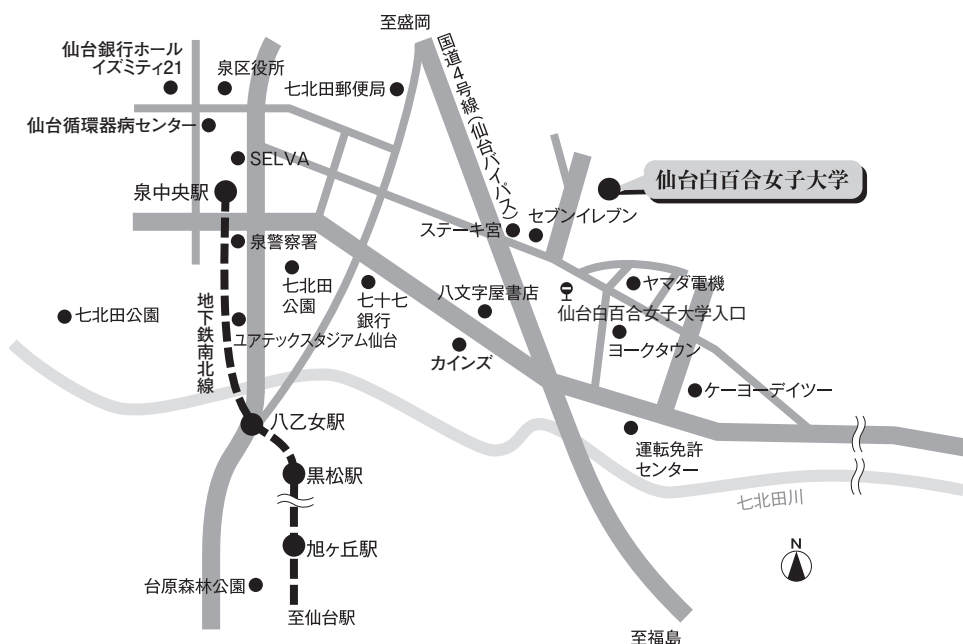 至盛岡
仙台銀行ホール
イズミティ21
泉区役所
七北田郵便局
国道4号線(仙台バイパス)
仙台循環器病センター
SELVA
泉中央駅
仙台白百合女子大学
ステーキ宮
セブンイレブン
泉警察署
七北田
公園
七十七
銀行
八文字屋書店
ヤマダ電機
仙台白百合女子大学入口
七北田公園
地下鉄南北線
ユアテックスタジアム仙台
カインズ
ヨークタウン
ケーヨーデイツー
八乙女駅
運転免許
センター
黒松駅
七北田川
旭ヶ丘駅
N
台原森林公園
至仙台駅
至福島